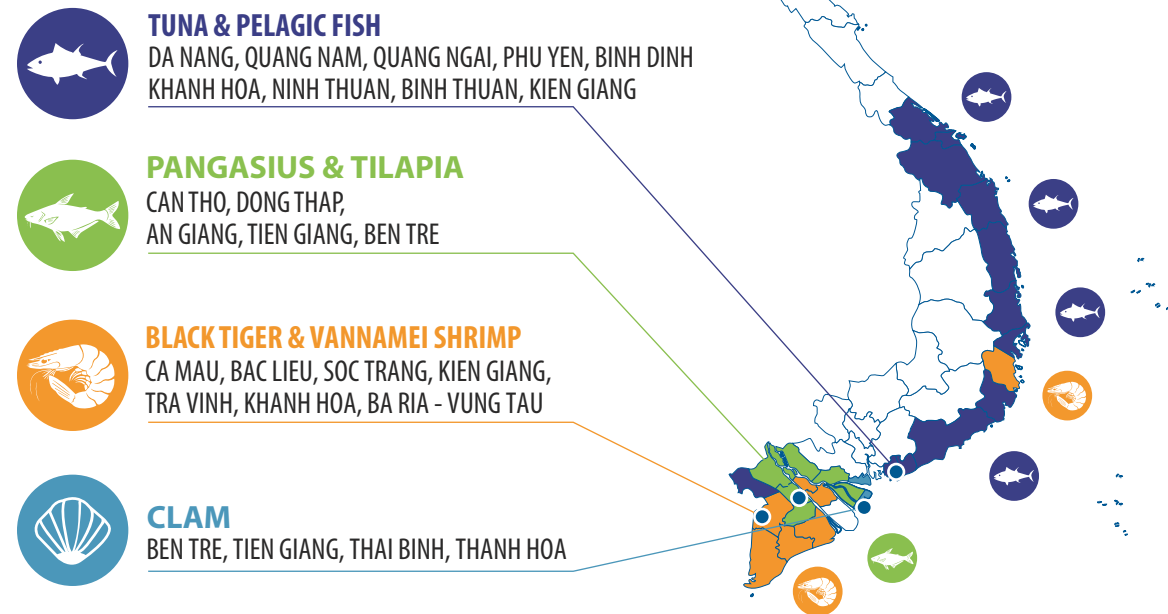 TUNA & PELAGIC FISH
DA NANG, QUANG NAM, QUANG NGAI, PHU YEN, BINH DINH
KHANH HOA, NINH THUAN, BINH THUAN, KIEN GIANG
PANGASIUS & TILAPIA
CAN THO, DONG THAP,
AN GIANG, TIEN GIANG, BEN TRE
BLACK TIGER & VANNAMEI SHRIMP
CA MAU, BAC LIEU, SOC TRANG, KIEN GIANG,
TRA VINH, KHANH HOA, BA RIA - VUNG TAU
CLAM
BEN TRE, TIEN GIANG, THAI BINH, THANH HOA